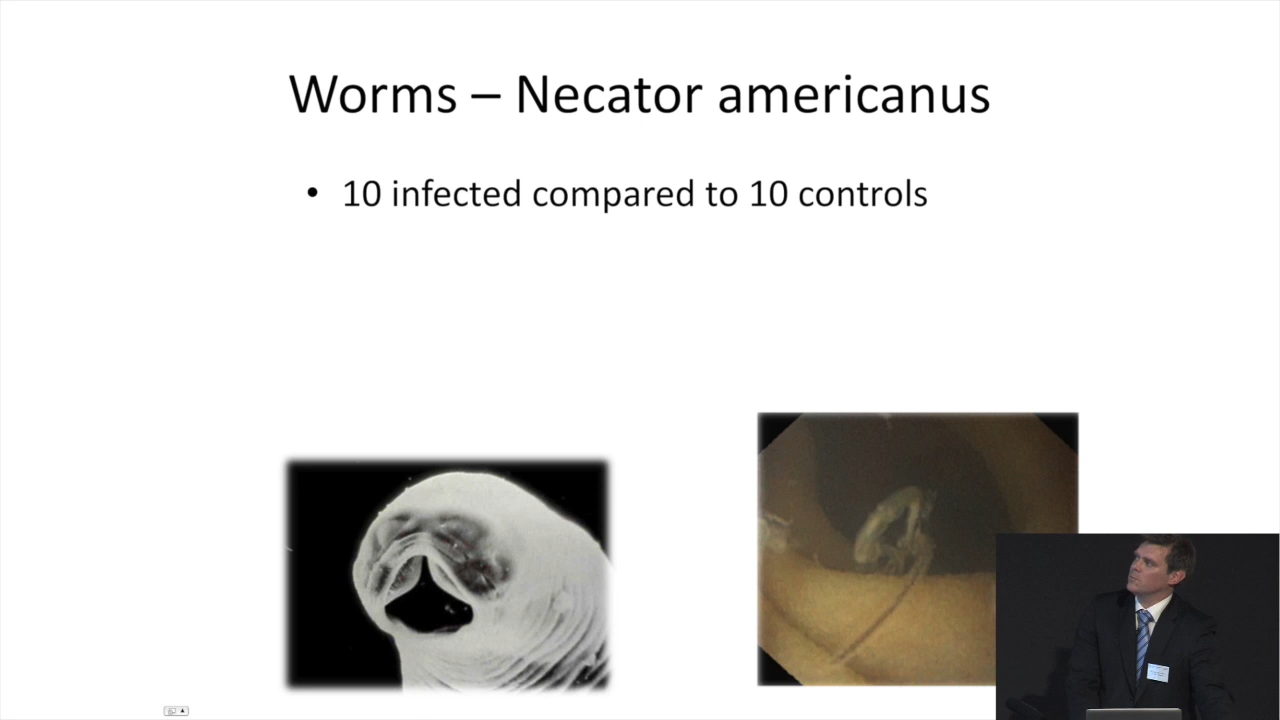 Worms – Necator americanus
• 10 infected compared to 10 controls